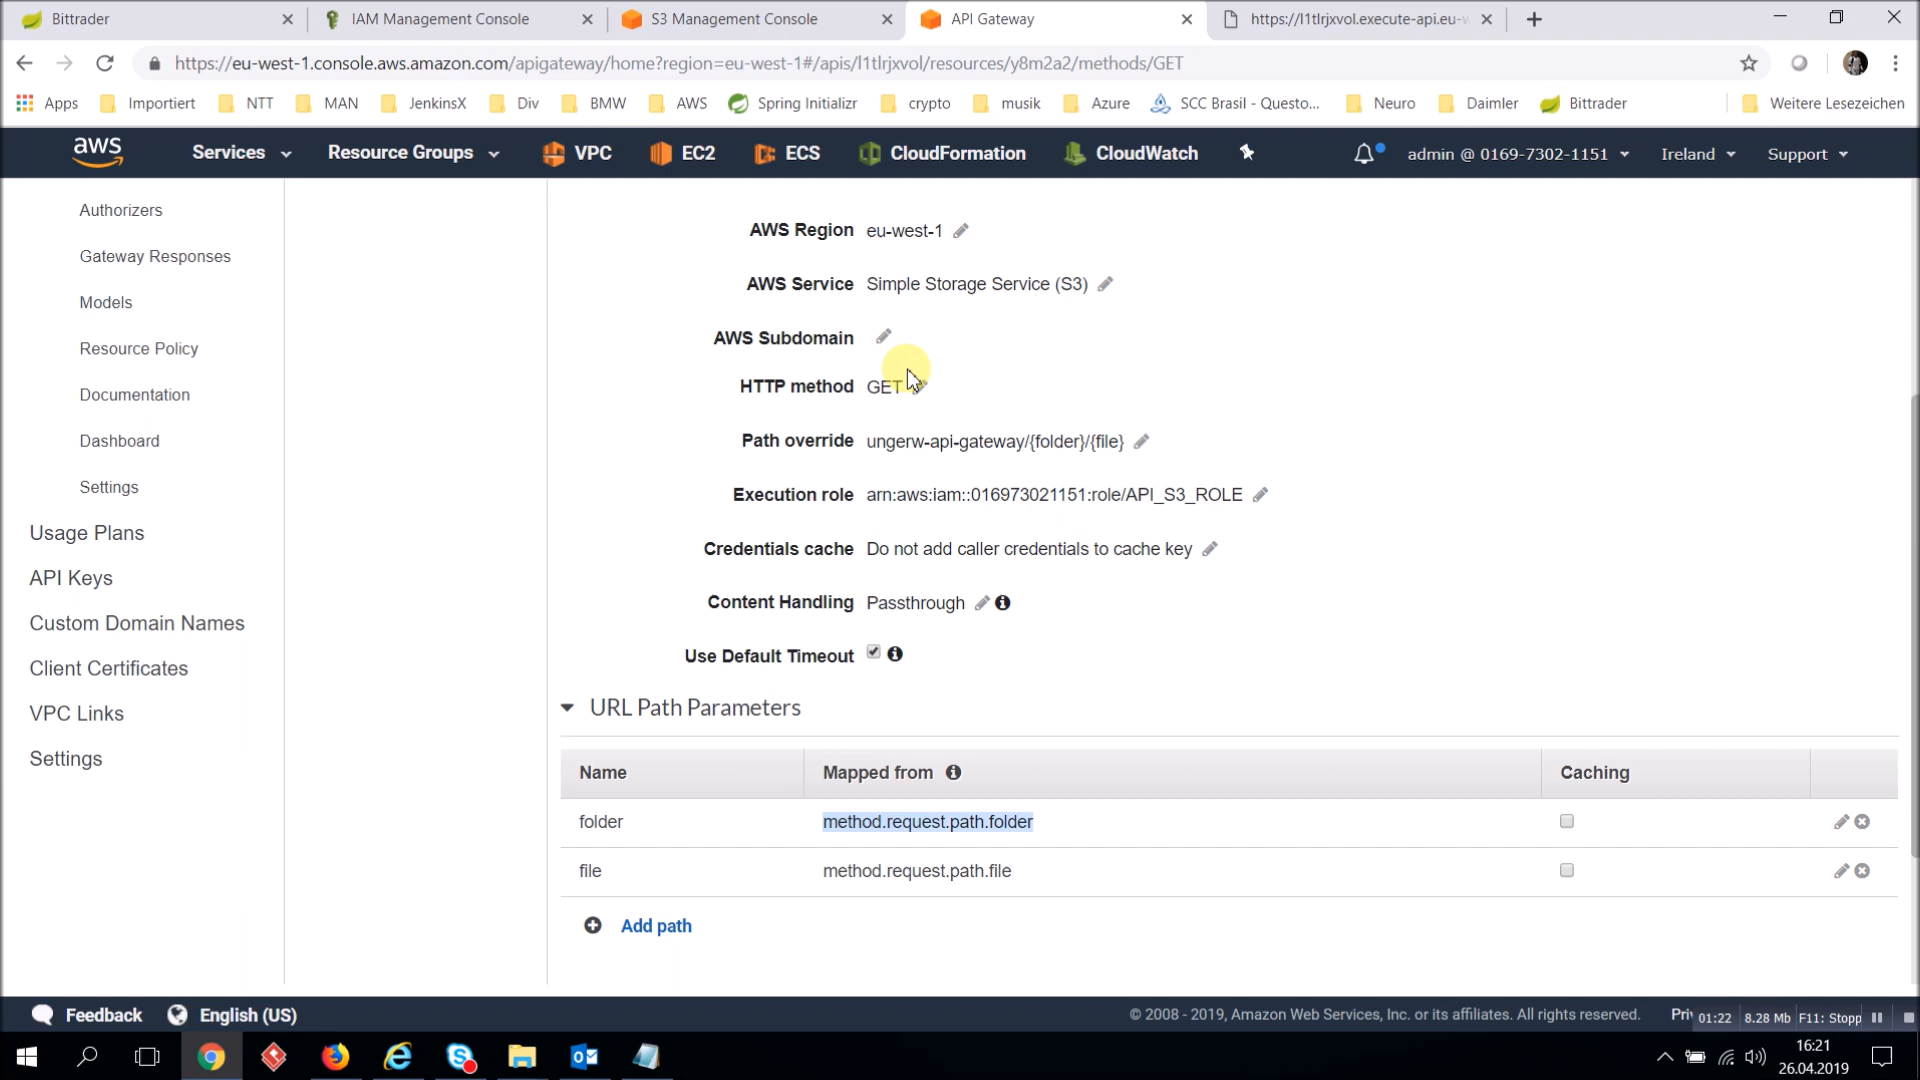 Bittrader
IAM Management Console
S3 Management Console
API Gateway
https://l1tlrjxvol.execute-api.eu-w
https://eu-west-1.console.aws.amazon.com/apigateway/home?region=eu-west-1#/apis/l1tlrjxvol/resources/y8m2a2/methods/GET
Apps Importiert NTT MAN JenkinsX Div BMW AWS Spring Initializr crypto musik Azure SCC Brasil - Questo... Neuro Daimler Bittrader Weitere Lesezeichen
aws Services Resource Groups VPC EC2 ECS CloudFormation CloudWatch admin @ 0169-7302-1151 Ireland Support
Authorizers
Gateway Responses
Models
Resource Policy
Documentation
Dashboard
Settings
Usage Plans
API Keys
Custom Domain Names
Client Certificates
VPC Links
Settings
AWS Region eu-west-1
AWS Service Simple Storage Service (S3)
AWS Subdomain
HTTP method GET
Path override ungerw-api-gateway/{folder}/{file}
Execution role arn:aws:iam::016973021151:role/API_S3_ROLE
Credentials cache Do not add caller credentials to cache key
Content Handling Passthrough
Use Default Timeout
URL Path Parameters
Name Mapped from Caching
folder method.request.path.folder
file method.request.path.file
Add path
Feedback English (US) © 2008 - 2019, Amazon Web Services, Inc. or its affiliates. All rights reserved. Priv 01:22 8.28 Mb F11: Stopp
16:21
26.04.2019